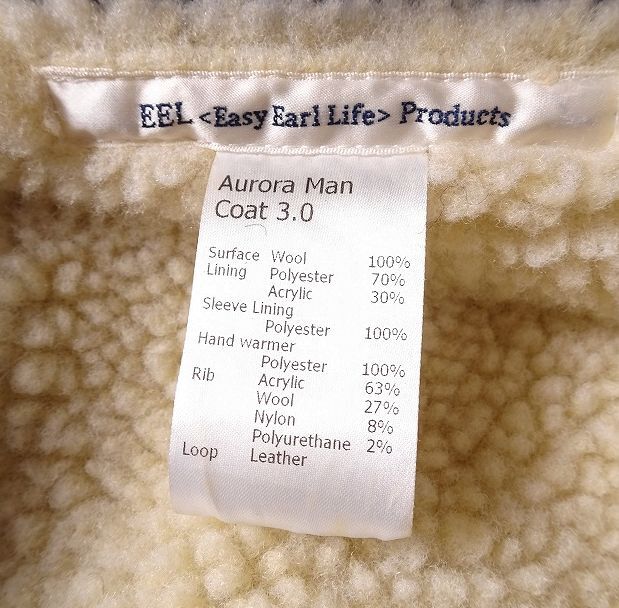 EEL <Easy Earl Life> Products
Aurora Man
Coat 3.0
Surface Wool 100%
Lining Polyester 70%
Acrylic 30%
Sleeve Lining
Polyester 100%
Hand warmer
Polyester 100%
Rib Acrylic 63%
Wool 27%
Nylon 8%
Polyurethane 2%
Loop Leather